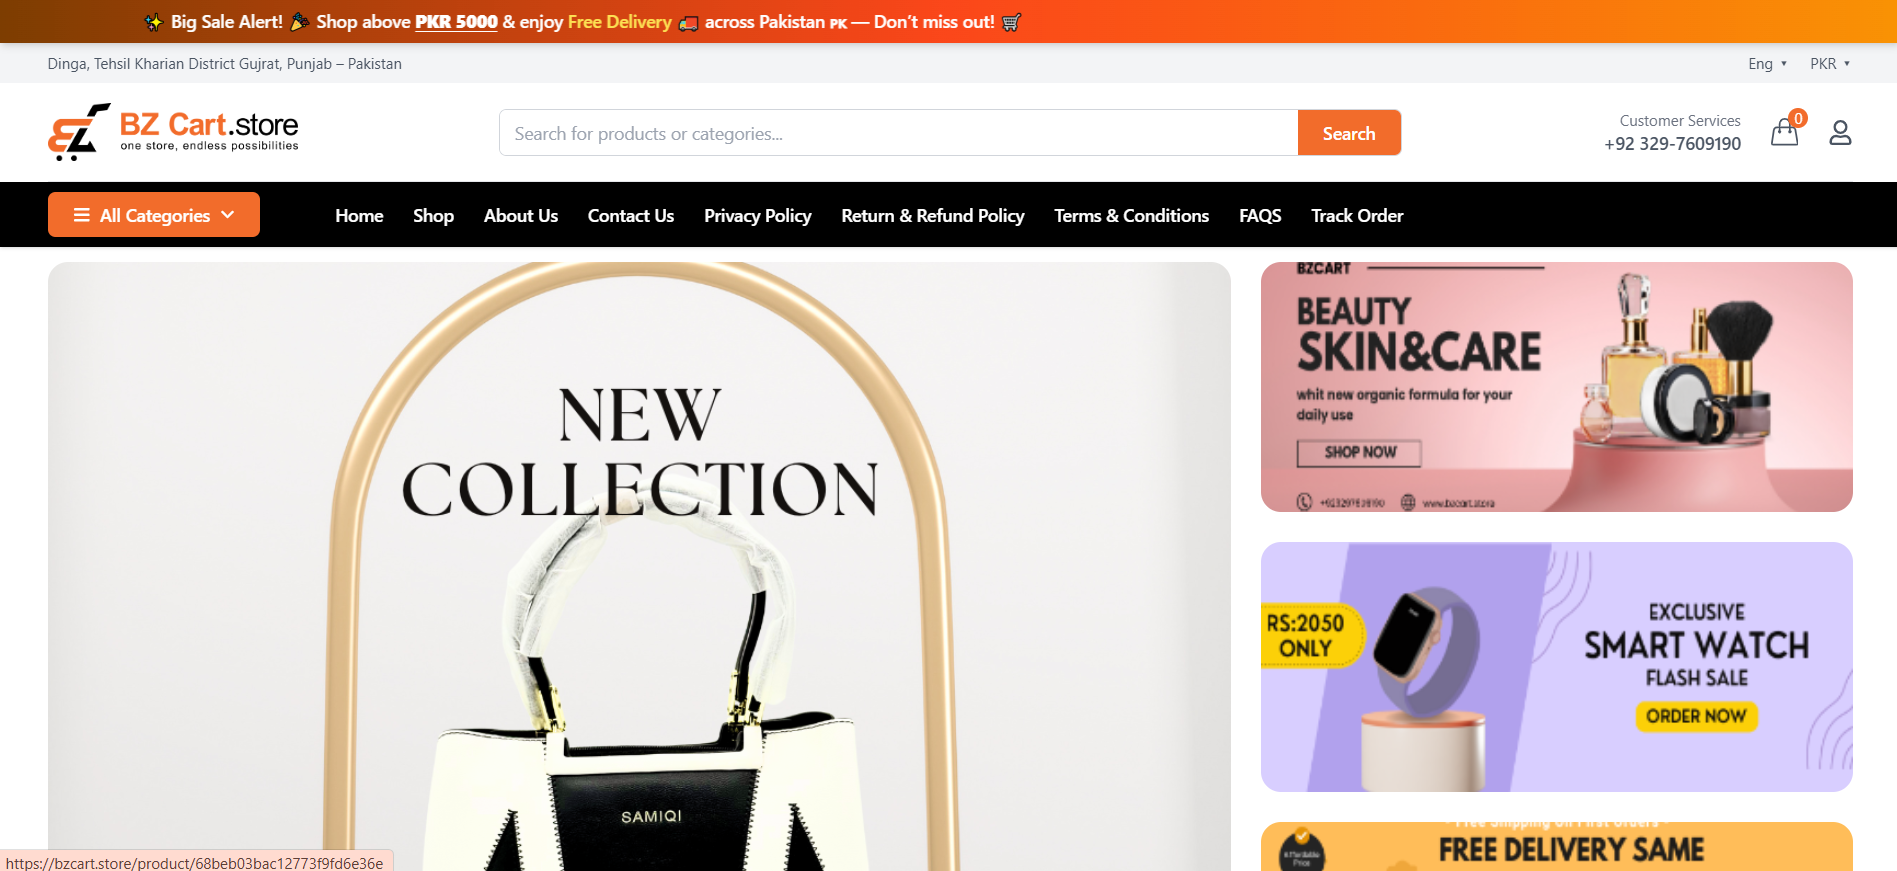 ✨ Big Sale Alert! 🎉 Shop above PKR 5000 & enjoy Free Delivery 🚚 across Pakistan PK — Don't miss out! 🛒
Dinga, Tehsil Kharian District Gujrat, Punjab – Pakistan
Eng ▾ PKR ▾
BZ Cart.store
one store, endless possibilities
Search for products or categories...
Search
Customer Services
+92 329-7609190
0
All Categories
Home Shop About Us Contact Us Privacy Policy Return & Refund Policy Terms & Conditions FAQS Track Order
NEW
COLLECTION
SAMIQI
BZCART
BEAUTY
SKIN&CARE
whit new organic formula for your
daily use
SHOP NOW
www.bzcart.store
RS:2050
ONLY
EXCLUSIVE
SMART WATCH
FLASH SALE
ORDER NOW
- Free Shipping On First Orders -
Affordable
Price
FREE DELIVERY SAME
https://bzcart.store/product/68beb03bac12773f9fd6e36e